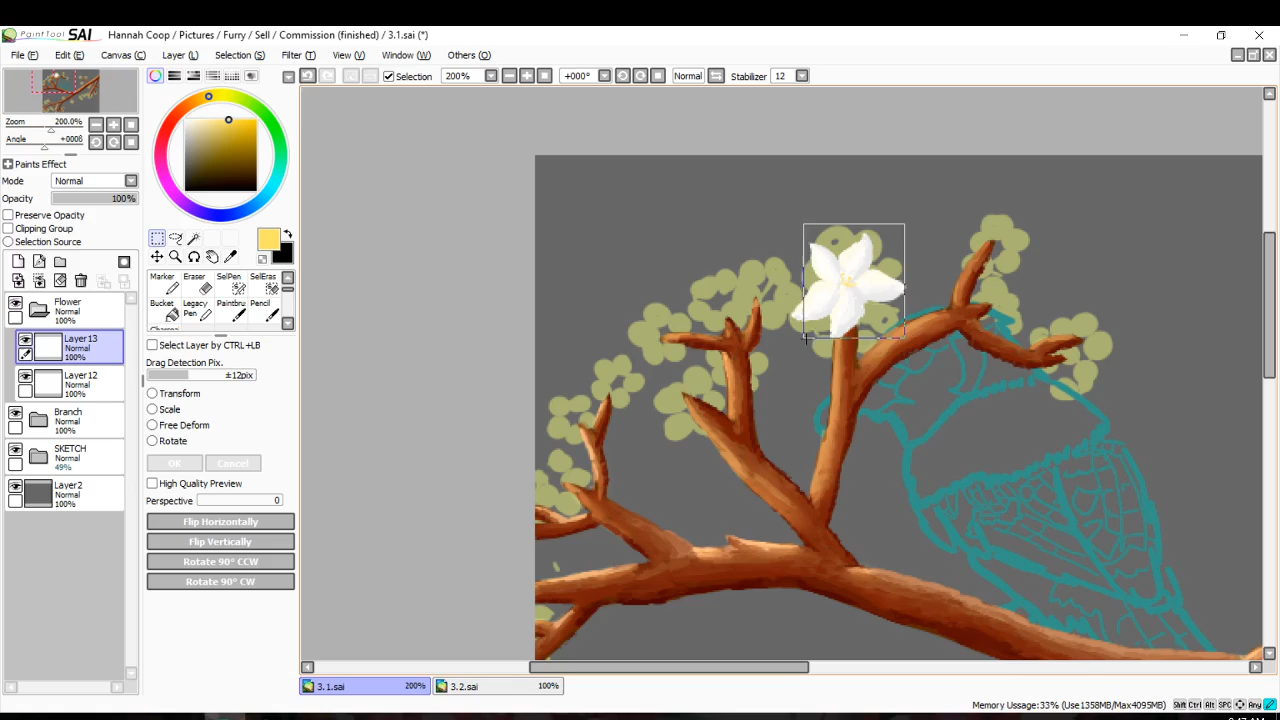 PaintTool SAI Hannah Coop / Pictures / Furry / Sell / Commission (finished) / 3.1.sai (*)
File (F) Edit (E) Canvas (C) Layer (L) Selection (S) Filter (T) View (V) Window (W) Others (O)
Selection 200% +000° Normal Stabilizer 12
Zoom 200.0%
Angle +000ß
Paints Effect
Mode Normal
Opacity 100%
Preserve Opacity
Clipping Group
Selection Source
Flower
Normal
100%
Layer13
Normal
100%
Layer12
Normal
100%
Branch
Normal
100%
SKETCH
Normal
49%
Layer2
Normal
100%
Marker Eraser SelPen SelEras
Bucket Legacy Pen Paintbru Pencil
Select Layer by CTRL+LB
Drag Detection Pix.
±12pix
Transform
Scale
Free Deform
Rotate
OK Cancel
High Quality Preview
Perspective 0
Flip Horizontally
Flip Vertically
Rotate 90° CCW
Rotate 90° CW
3.1.sai 200% 3.2.sai 100%
Memory Ussage:33% (Use1358MB/Max4095MB) Shift Ctrl Alt SPC Any